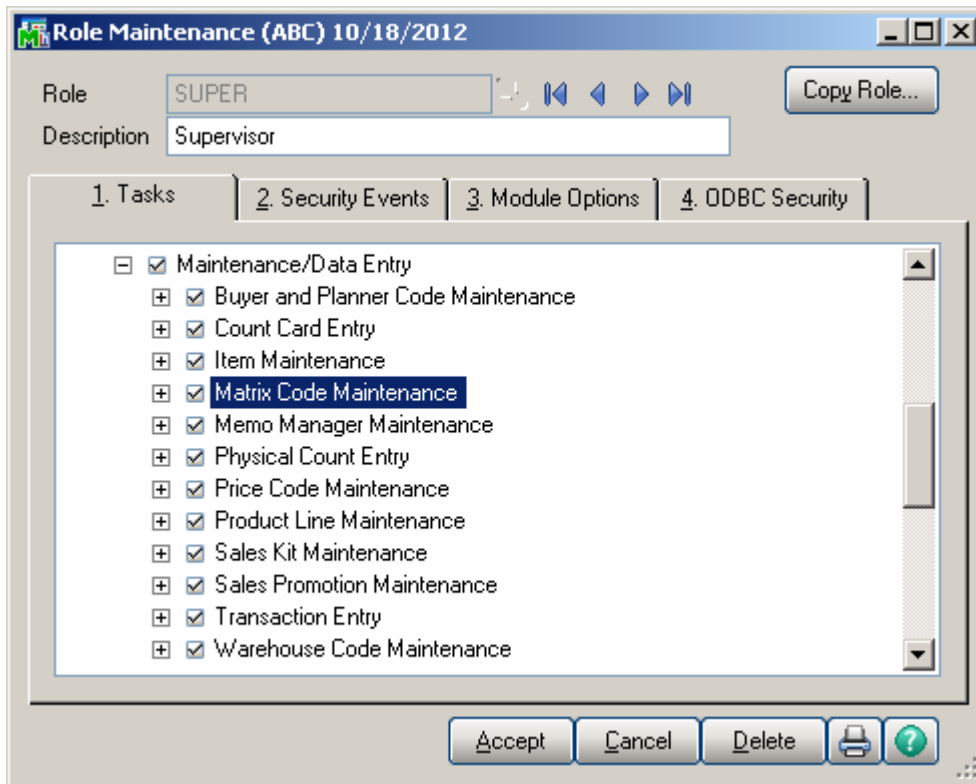 Role Maintenance (ABC) 10/18/2012
Role SUPER Copy Role...
Description Supervisor
1. Tasks 2. Security Events 3. Module Options 4. ODBC Security
Maintenance/Data Entry
Buyer and Planner Code Maintenance
Count Card Entry
Item Maintenance
Matrix Code Maintenance
Memo Manager Maintenance
Physical Count Entry
Price Code Maintenance
Product Line Maintenance
Sales Kit Maintenance
Sales Promotion Maintenance
Transaction Entry
Warehouse Code Maintenance
Accept Cancel Delete ?